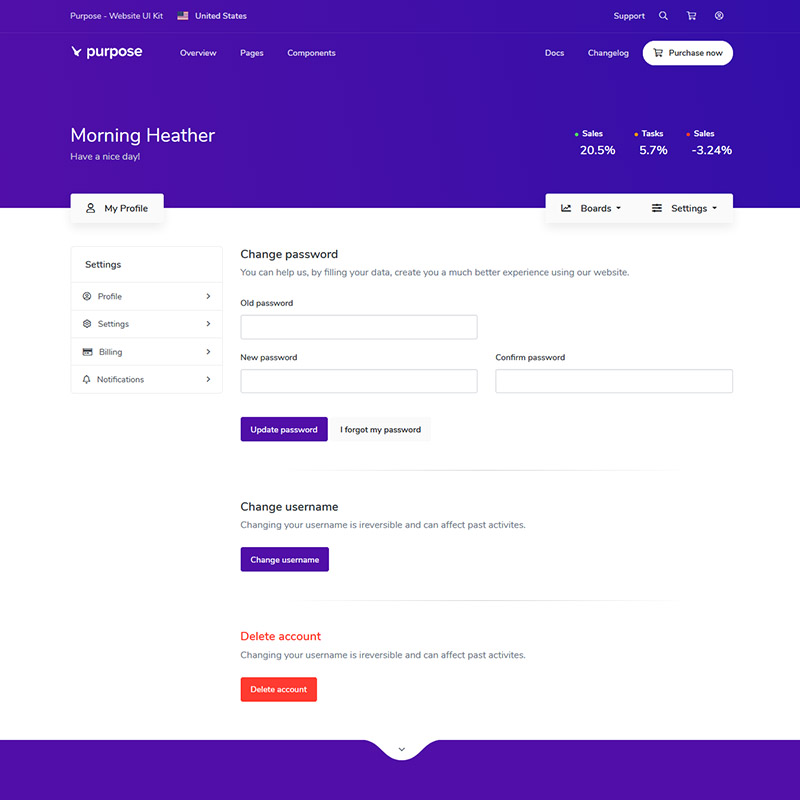 Purpose - Website UI Kit United States Support
purpose Overview Pages Components Docs Changelog Purchase now
Morning Heather
Have a nice day!
Sales Tasks Sales
20.5% 5.7% -3.24%
My Profile Boards Settings
Settings
Profile
Settings
Billing
Notifications
Change password
You can help us, by filling your data, create you a much better experience using our website.
Old password
New password Confirm password
Update password I forgot my password
Change username
Changing your username is ireversible and can affect past activites.
Change username
Delete account
Changing your username is ireversible and can affect past activites.
Delete account